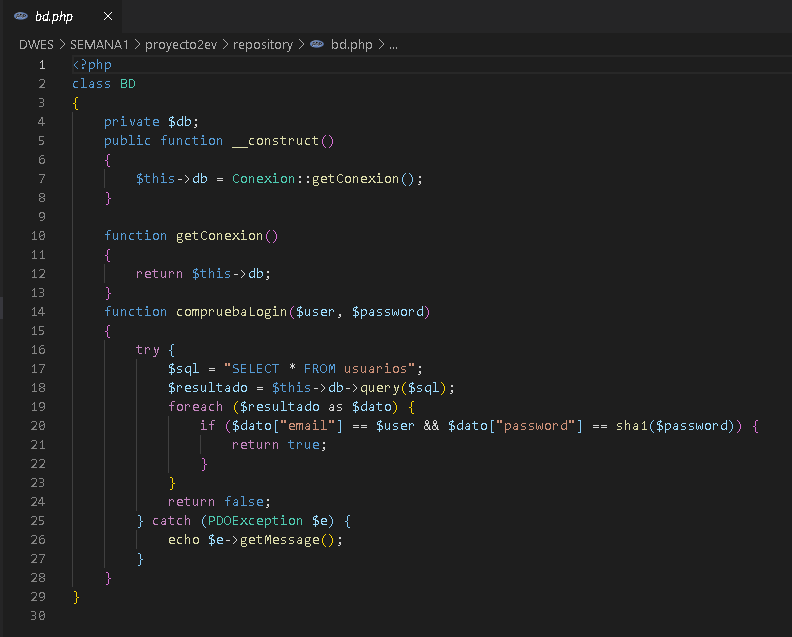 bd.php
DWES > SEMANA1 > proyecto2ev > repository > bd.php > ...
1 <?php
2 class BD
3 {
4     private $db;
5     public function __construct()
6     {
7         $this->db = Conexion::getConexion();
8     }
9
10     function getConexion()
11     {
12         return $this->db;
13     }
14     function compruebaLogin($user, $password)
15     {
16         try {
17             $sql = "SELECT * FROM usuarios";
18             $resultado = $this->db->query($sql);
19             foreach ($resultado as $dato) {
20                 if ($dato["email"] == $user && $dato["password"] == sha1($password)) {
21                     return true;
22                 }
23             }
24             return false;
25         } catch (PDOException $e) {
26             echo $e->getMessage();
27         }
28     }
29 }
30